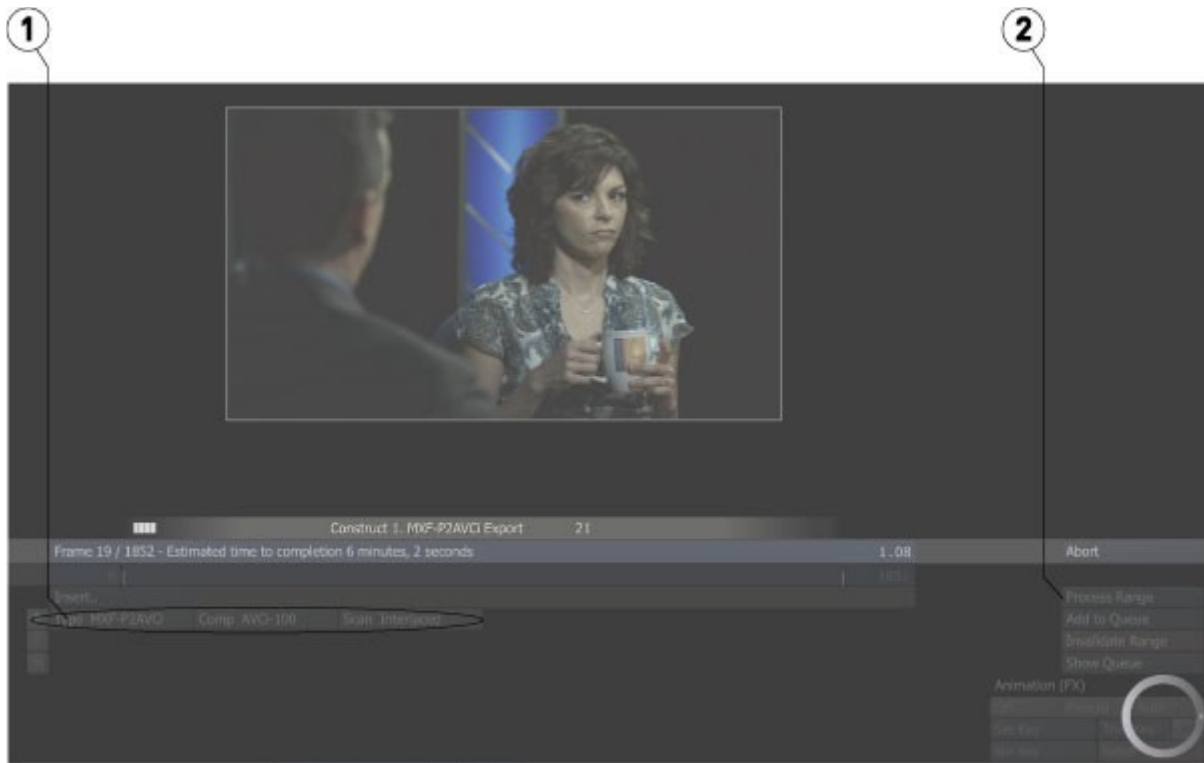 1
2
Construct 1. MXF-P2AVCi Export 21
Frame 19 / 1852 - Estimated time to completion 6 minutes, 2 seconds 1.08 Abort
Insert..
Type MXF-P2AVCi Comp AVCi-100 Scan Interlaced
Process Range
Add to Queue
Invalidate Range
Show Queue
Animation (FX)
Set Key